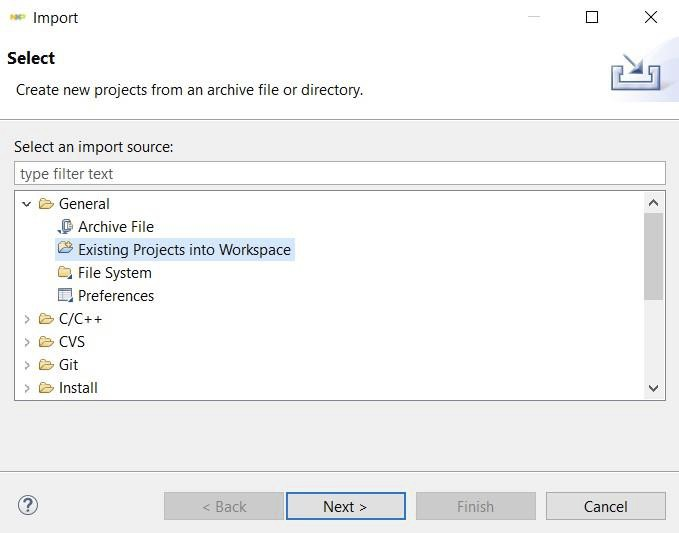 Import
Select
Create new projects from an archive file or directory.
Select an import source:
type filter text
General
Archive File
Existing Projects into Workspace
File System
Preferences
C/C++
CVS
Git
Install
? < Back Next > Finish Cancel